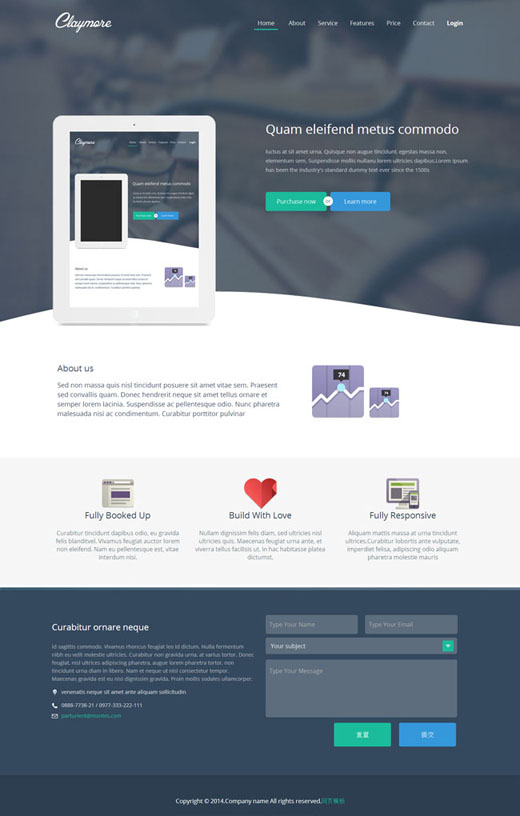 Claymore
Home About Service Features Price Contact Login
Quam eleifend metus commodo
luctus at sit amet urna. Quisque non augue tincidunt, egestas massa non,
elementum sem. Suspendisse mollis nullanu lorem ultricies dapibus.Lorem Ipsum
has been the industry's standard dummy text ever since the 1500s
Purchase now or Learn more
Claymore
Quam eleifend metus commodo
Purchase now Learn more
About us
About us
Sed non massa quis nisl tincidunt posuere sit amet vitae sem. Praesent
sed convallis quam. Donec hendrerit neque sit amet tellus ornare et
semper lorem lacinia. Suspendisse ac pellentesque odio. Nunc pharetra
malesuada nisi ac condimentum. Curabitur porttitor pulvinar
74
74
Fully Booked Up
Curabitur tincidunt dapibus odio, eu gravida
felis blanditvel. Vivamus feugiat auctor lorem
non eleifend. Nam eu pellentesque est, vitae
interdum nisi.
Build With Love
Nullam dignissim felis diam, sed ultricies nisl
ultricies quis. Maecenas feugiat urna ante, et
viverra tellus facilisis ut. In hac habitasse platea
dictumst.
Fully Responsive
Aliquam mattis massa at urna tincidunt
ultrices.Curabitur lobortis ante vulputate,
imperdiet felisa, adipiscing odio aliquam
pharetra molestie mauris
Curabitur ornare neque
Id sagittis commodo. Vivamus rhoncus feugiat leo id dictum. Nulla fermentum
nibh eu velit molestie ultricies. Curabitur non gravida urna, at varius tortor. Donec
feugiat, nisl ultrices adipiscing pharetra, augue lorem pharetra tortor, non
tincidunt urna diam in libero. Nam et neque ut nisi consectetur tempor.
Maecenas gravida est eu nisi dignissim gravida. Proin mollis sodales ullamcorper.
venenatis neque sit amet ante aliquam sollicitudin
0888-7738-21 / 0977-333-222-111
parturient@montes.com
Type Your Name Type Your Email
Your subject
Type Your Message
重置 提交
Copyright © 2014.Company name All rights reserved.网页模板